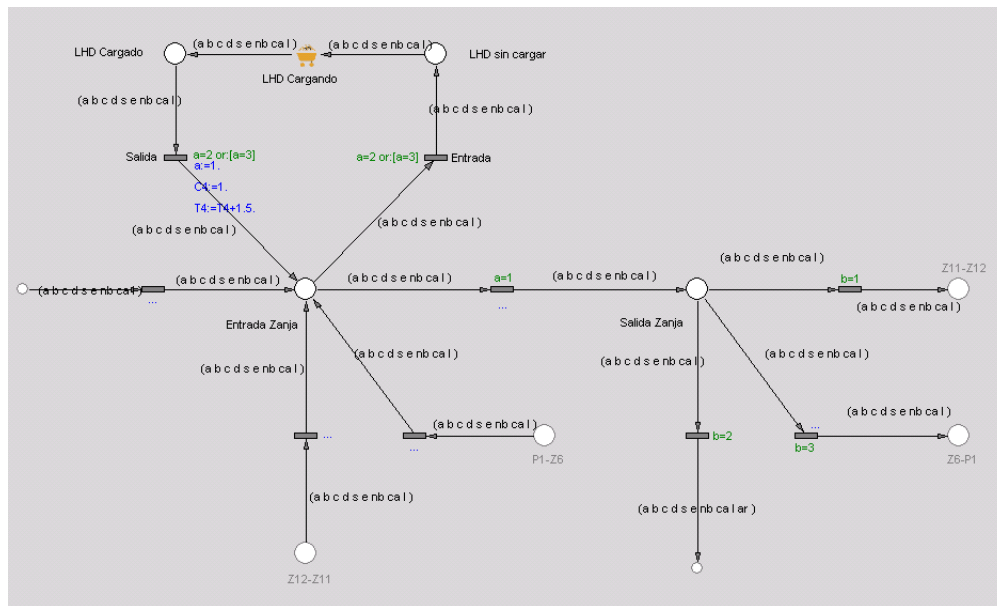 LHD Cargado
(a b c d s e n b c a l )
(a b c d s e n b c a l )
LHD sin cargar
LHD Cargando
(a b c d s e n b c a l )
(a b c d s e n b c a l )
Salida
a=2 or:[a=3]
a=2 or:[a=3]
Entrada
a:=1.
C4:=1.
T4:=T4+1.5.
(a b c d s e n b c a l )
(a b c d s e n b c a l )
(a b c d s e n b c a l )
(a b c d s e n b c a l )
(a b c d s e n b c a l )
a=1
(a b c d s e n b c a l )
(a b c d s e n b c a l )
b=1
Z11-Z12
...
...
(a b c d s e n b c a l )
Entrada Zanja
Salida Zanja
(a b c d s e n b c a l )
(a b c d s e n b c a l )
(a b c d s e n b c a l )
(a b c d s e n b c a l )
(a b c d s e n b c a l )
(a b c d s e n b c a l )
...
...
b=2
...
b=3
P1-Z6
Z6-P1
(a b c d s e n b c a l )
(a b c d s e n b c a l a r )
Z12-Z11